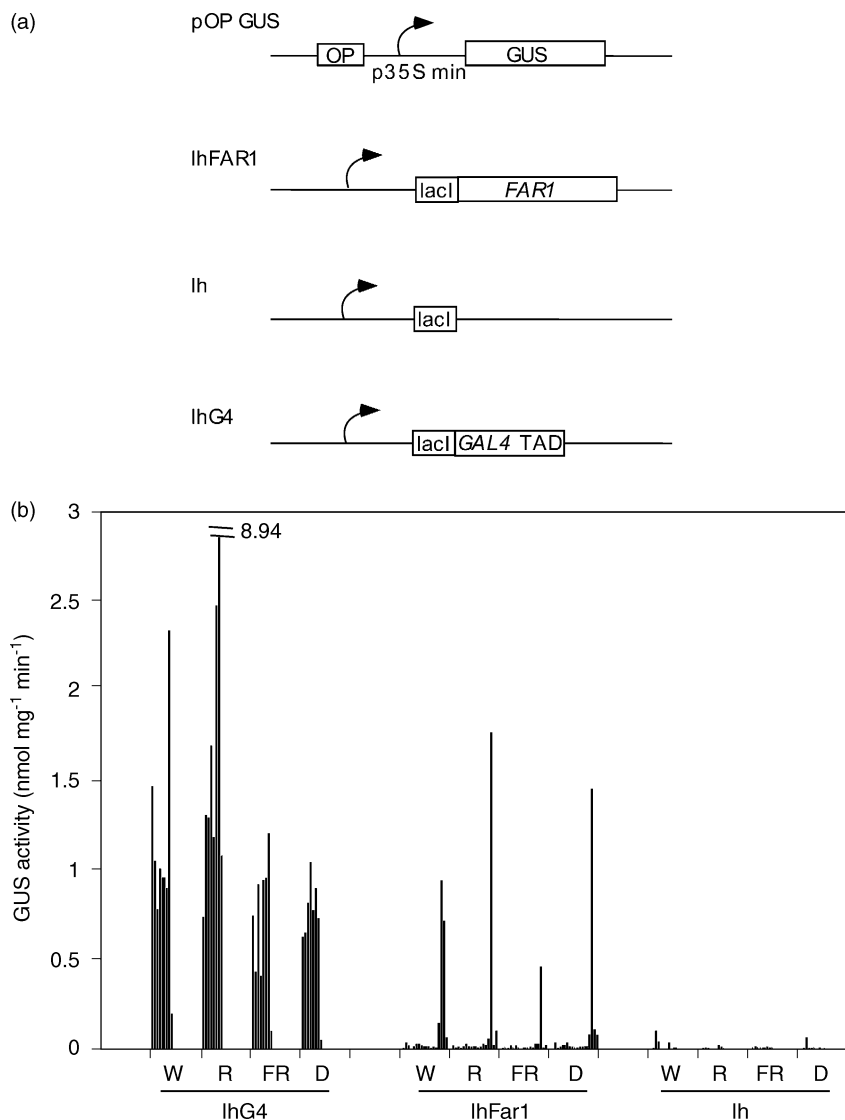 (a)
pOP GUS
OP
p35S min
GUS
lhFAR1
lacI
FAR1
lh
lacI
lhG4
lacI
GAL4 TAD
(b)
GUS activity (nmol mg⁻¹ min⁻¹)
3
2.5
2
1.5
1
0.5
0
8.94
W R FR D W R FR D W R FR D
lhG4 lhFar1 lh